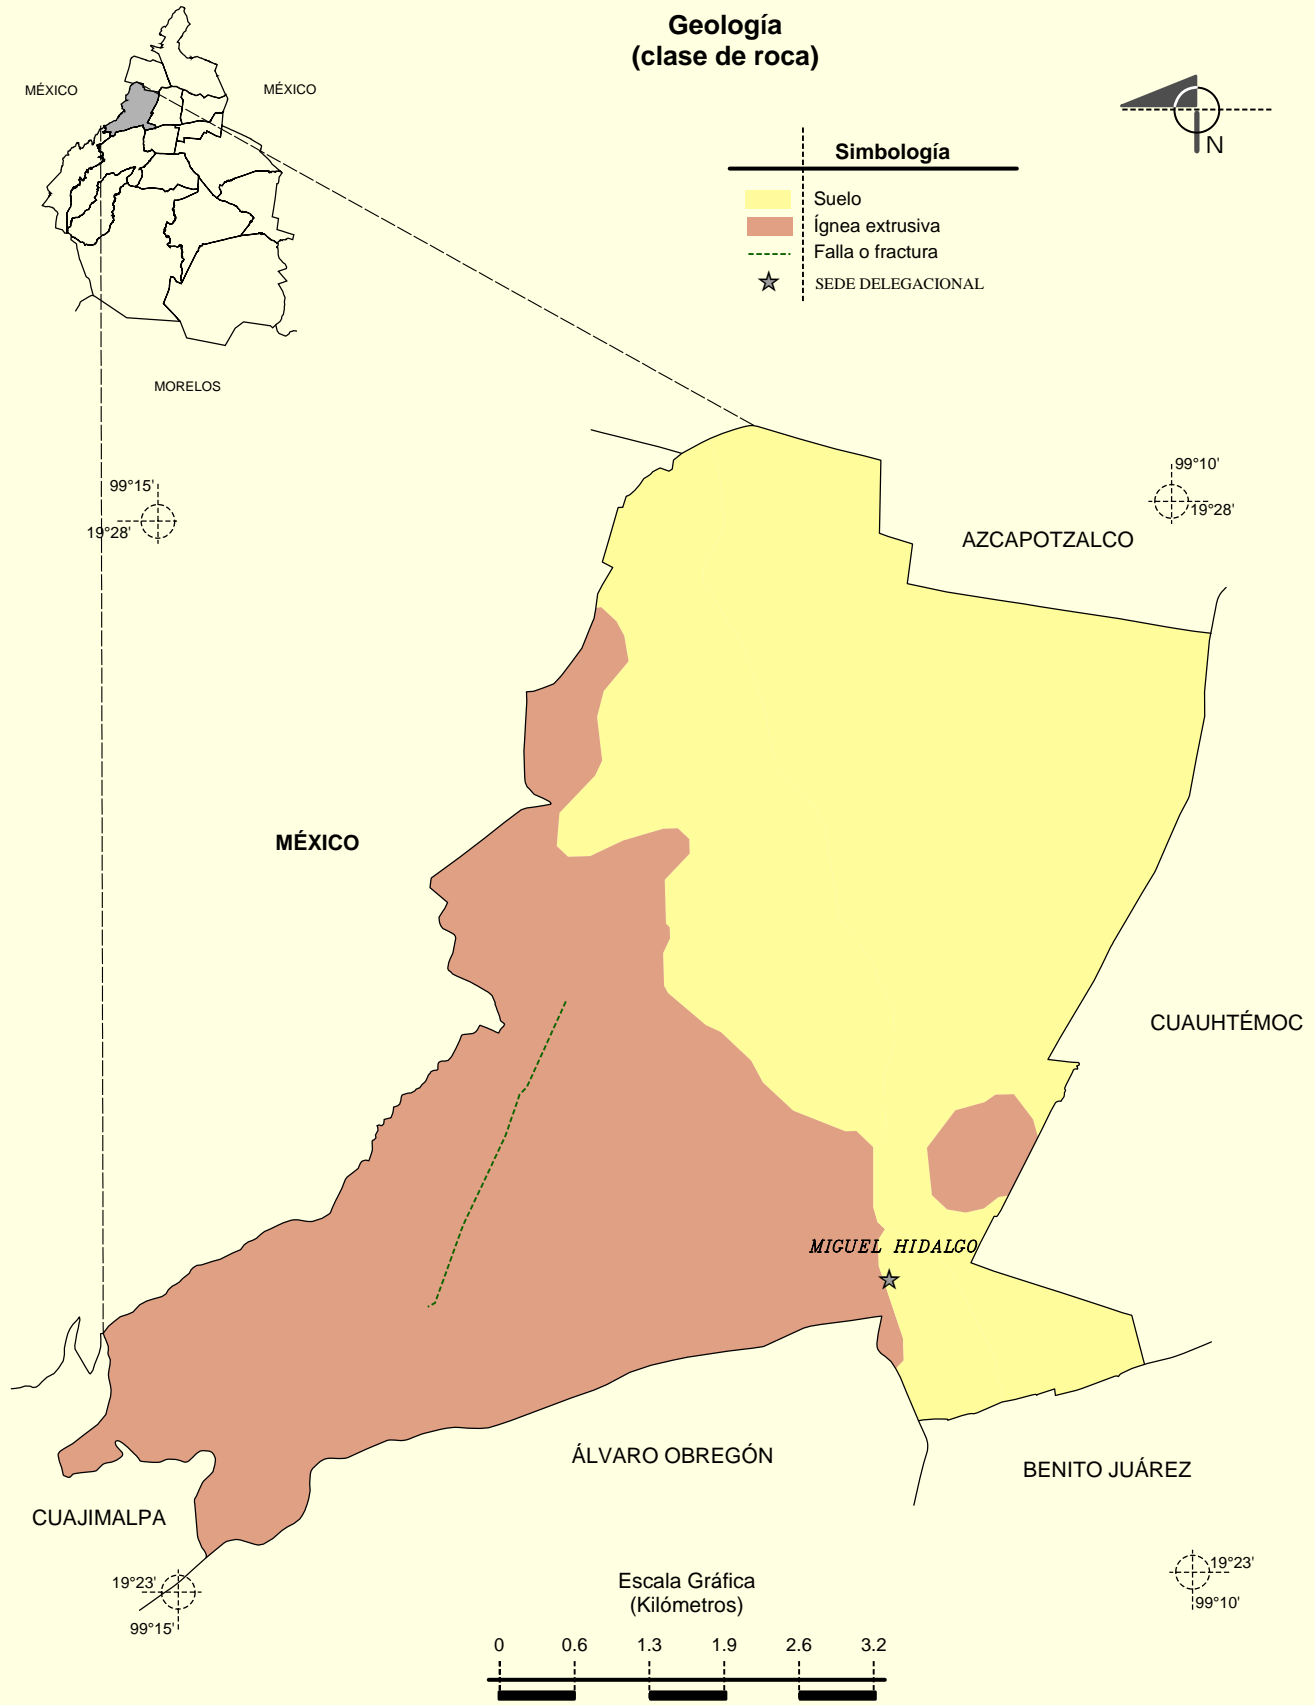 Geología
(clase de roca)
MÉXICO
MÉXICO
MORELOS
N
Simbología
Suelo
Ígnea extrusiva
Falla o fractura
SEDE DELEGACIONAL
99°15'
19°28'
99°10'
19°28'
AZCAPOTZALCO
MÉXICO
CUAUHTÉMOC
MIGUEL HIDALGO
ÁLVARO OBREGÓN
BENITO JUÁREZ
CUAJIMALPA
19°23'
99°15'
19°23'
99°10'
Escala Gráfica
(Kilómetros)
0 0.6 1.3 1.9 2.6 3.2